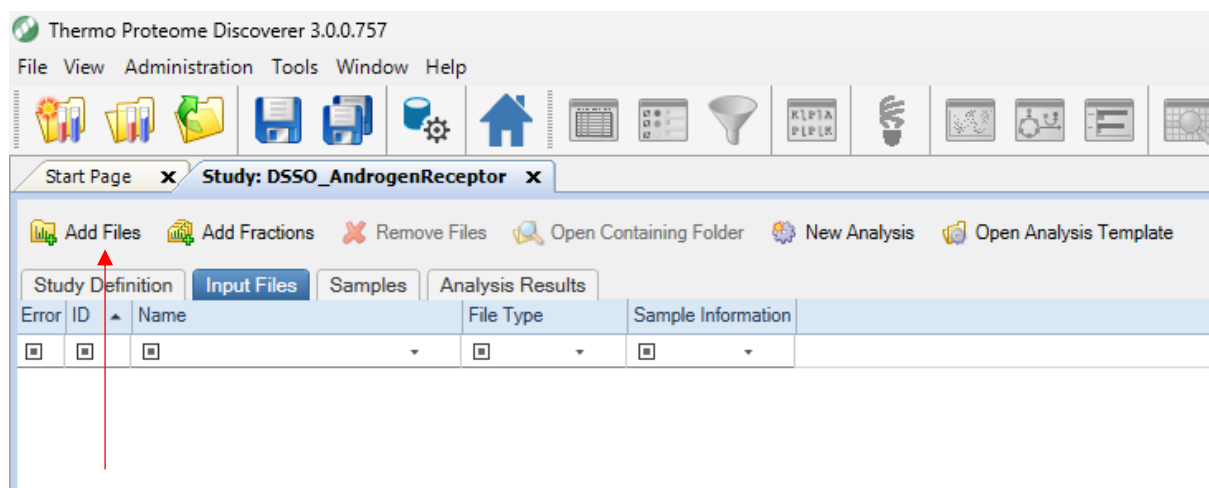 Thermo Proteome Discoverer 3.0.0.757
File View Administration Tools Window Help
K L P L A
P L P L K
Start Page x Study: DSSO_AndrogenReceptor x
Add Files Add Fractions Remove Files Open Containing Folder New Analysis Open Analysis Template
Study Definition Input Files Samples Analysis Results
Error ID Name File Type Sample Information